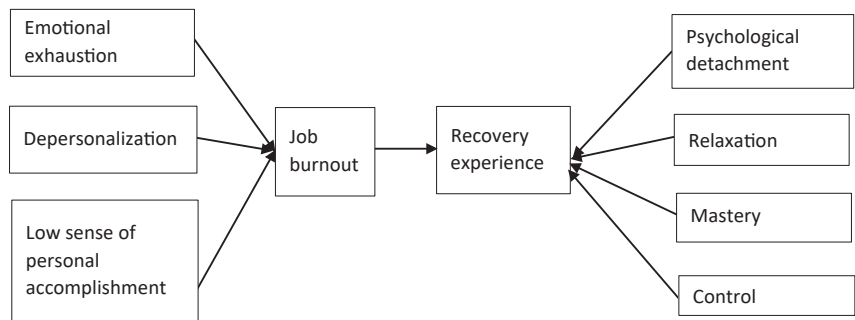 Emotional
exhaustion
Depersonalization
Low sense of
personal
accomplishment
Job
burnout
Recovery
experience
Psychological
detachment
Relaxation
Mastery
Control